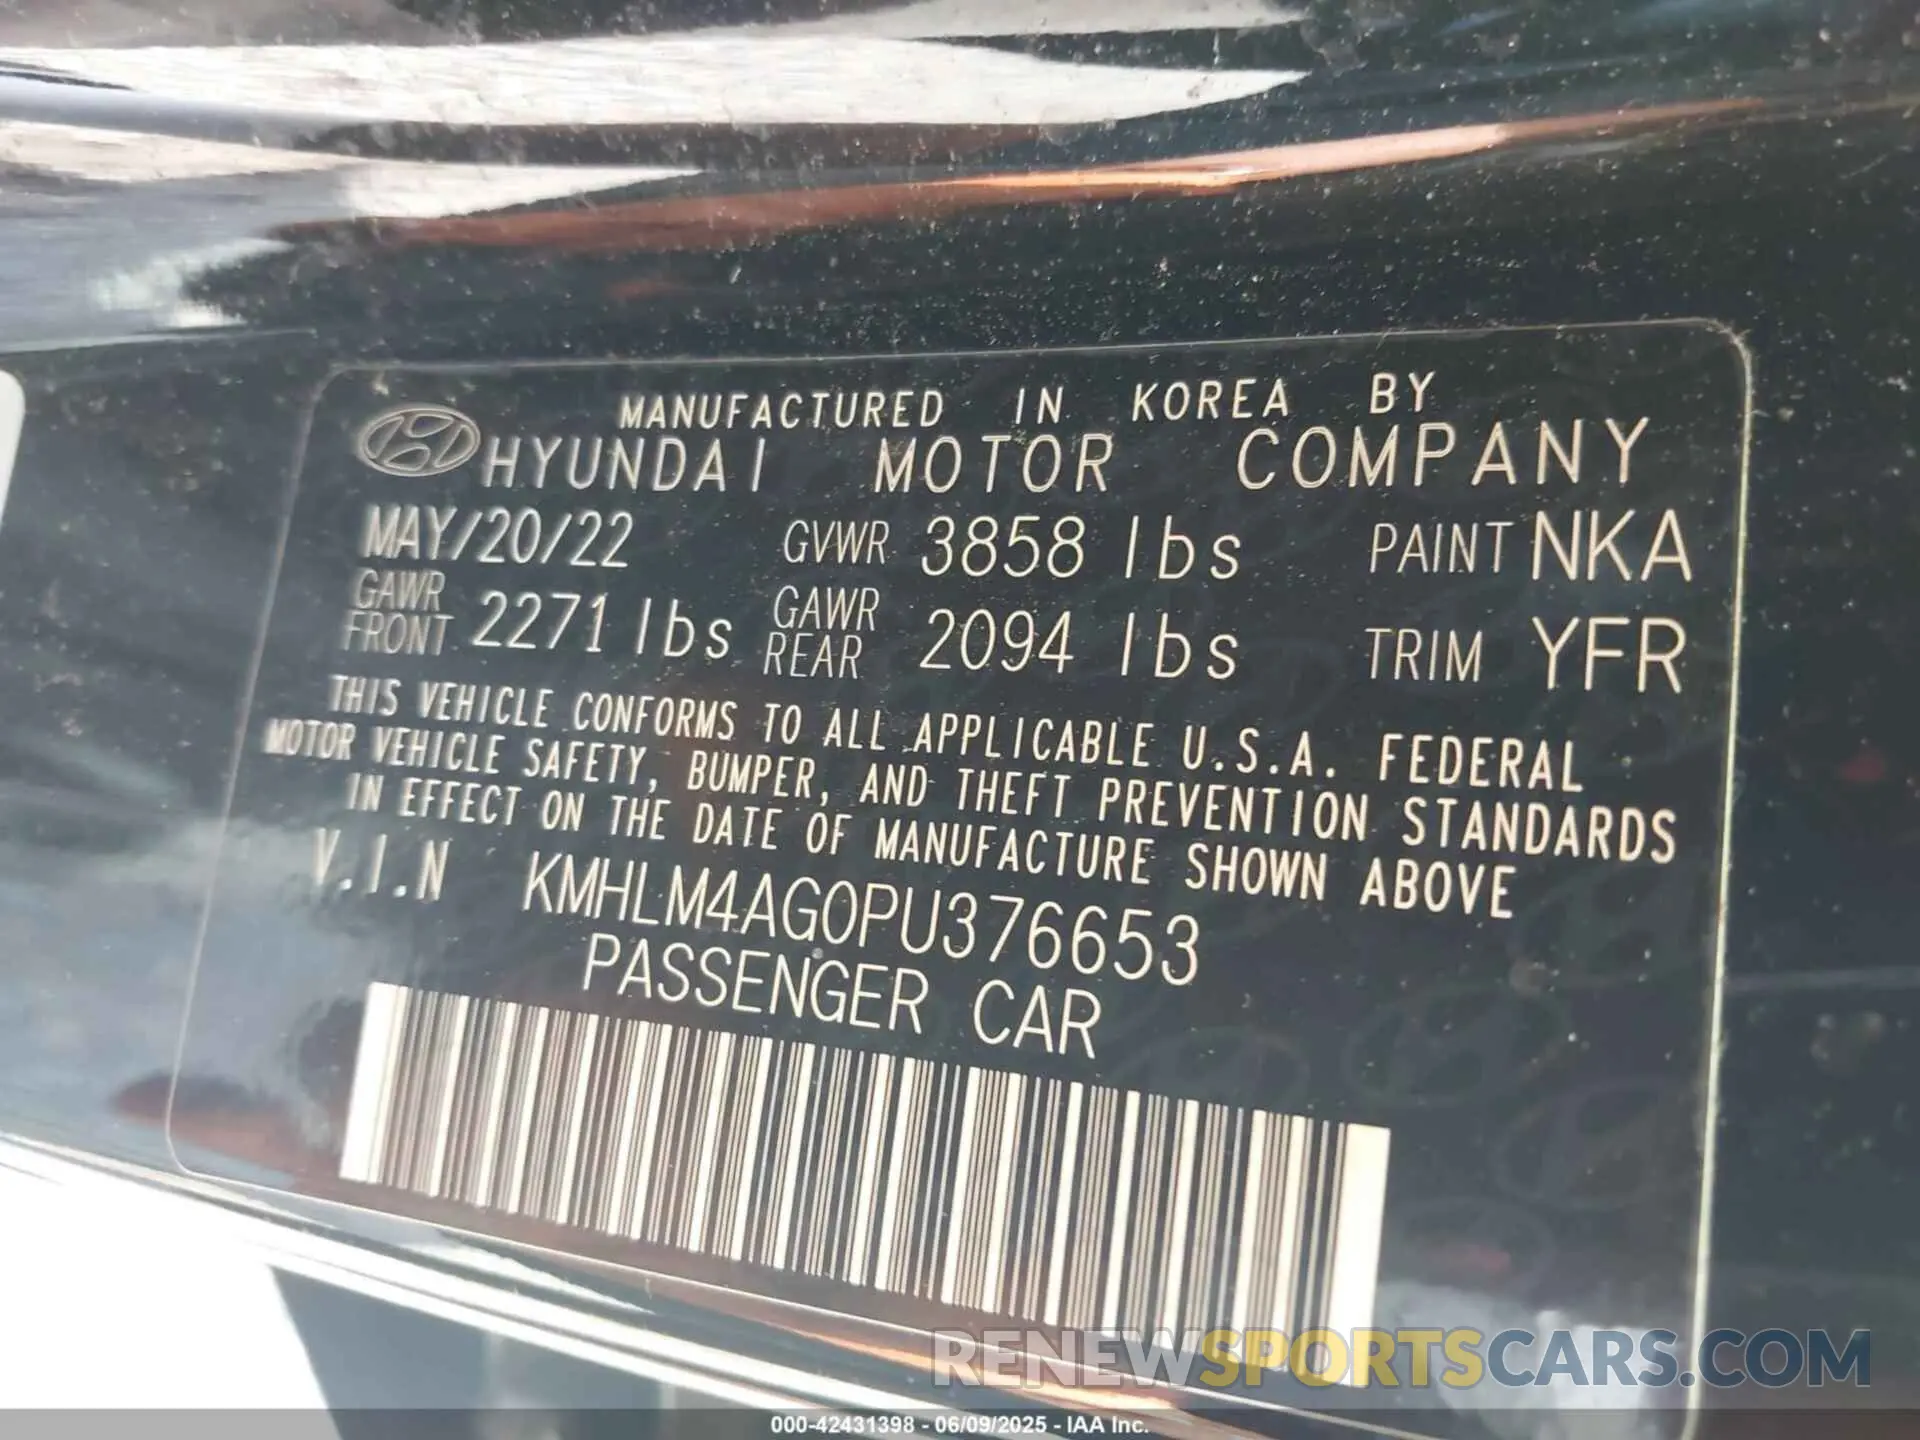 MANUFACTURED IN KOREA BY
HYUNDAI MOTOR COMPANY
MAY/20/22 GVWR 3858 lbs PAINT NKA
GAWR FRONT 2271 lbs GAWR REAR 2094 lbs TRIM YFR
THIS VEHICLE CONFORMS TO ALL APPLICABLE U.S.A. FEDERAL
MOTOR VEHICLE SAFETY, BUMPER, AND THEFT PREVENTION STANDARDS
IN EFFECT ON THE DATE OF MANUFACTURE SHOWN ABOVE
V.I.N KMHLM4AG0PU376653
PASSENGER CAR
RENEWSPORTSCARS.COM
000-42431398 - 06/09/2025 - IAA Inc.